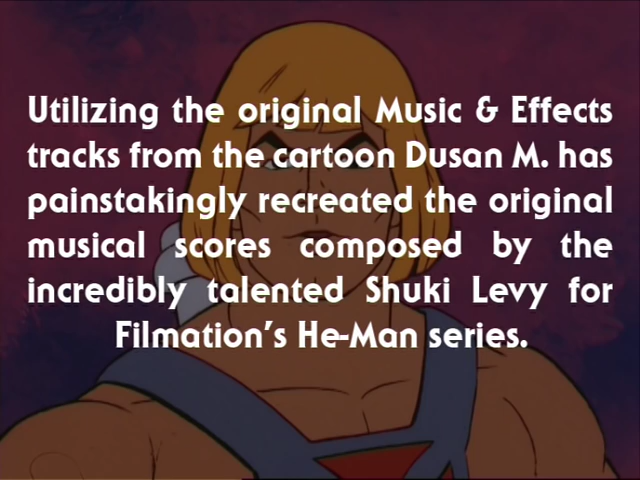 Utilizing the original Music & Effects
tracks from the cartoon Dusan M. has
painstakingly recreated the original
musical scores composed by the
incredibly talented Shuki Levy for
Filmation's He-Man series.